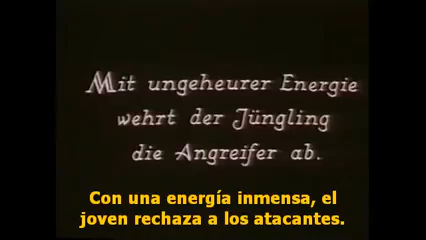 Mit ungeheurer Energie
wehrt der Jüngling
die Angreifer ab.
Con una energía inmensa, el
joven rechaza a los atacantes.